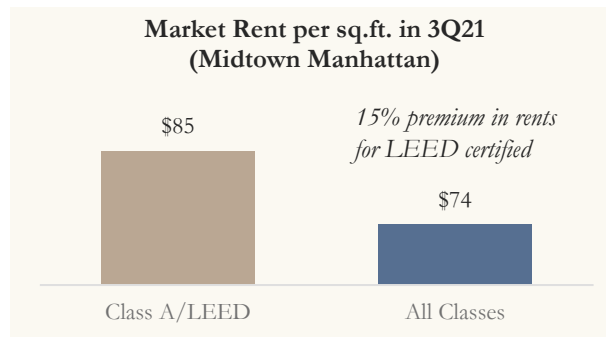 Market Rent per sq.ft. in 3Q21
(Midtown Manhattan)
15% premium in rents
for LEED certified
$85
$74
Class A/LEED
All Classes